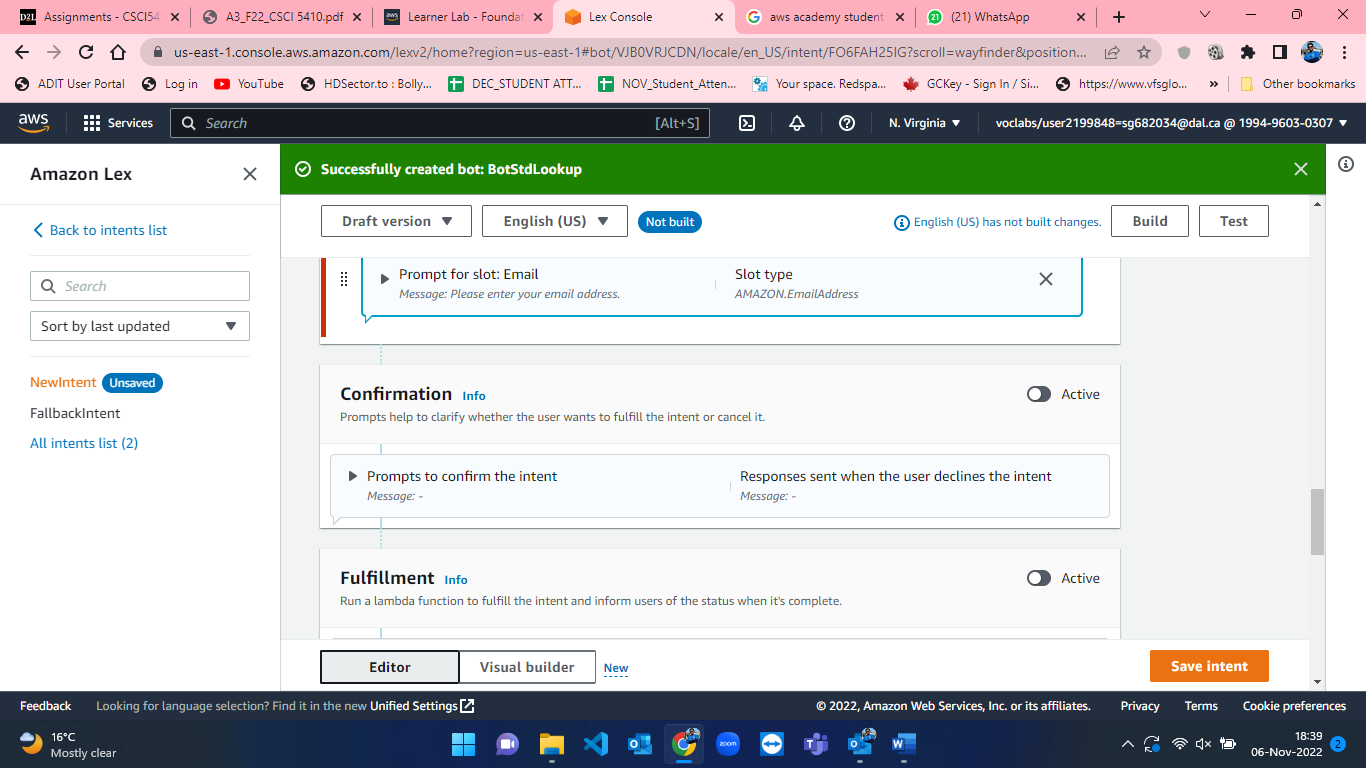 Assignments - CSCI54
A3_F22_CSCI 5410.pdf
Learner Lab - Foundat
Lex Console
aws academy student
(21) WhatsApp
us-east-1.console.aws.amazon.com/lexv2/home?region=us-east-1#bot/VJB0VRJCDN/locale/en_US/intent/FO6FAH25IG?scroll=wayfinder&position...
ADIT User Portal
Log in
YouTube
HDSector.to : Bolly...
DEC_STUDENT ATT...
NOV_Student_Atten...
Your space. Redspa...
GCKey - Sign In / Si...
https://www.vfsglo...
»
Other bookmarks
aws
Services
Search
[Alt+S]
N. Virginia
voclabs/user2199848=sg682034@dal.ca @ 1994-9603-0307
Amazon Lex
Successfully created bot: BotStdLookup
Back to intents list
Draft version
English (US)
Not built
English (US) has not built changes.
Build
Test
Search
Sort by last updated
NewIntent
Unsaved
FallbackIntent
All intents list (2)
Prompt for slot: Email
Slot type
Message: Please enter your email address.
AMAZON.EmailAddress
Confirmation
Info
Active
Prompts help to clarify whether the user wants to fulfill the intent or cancel it.
Prompts to confirm the intent
Responses sent when the user declines the intent
Message: -
Message: -
Fulfillment
Info
Active
Run a lambda function to fulfill the intent and inform users of the status when it's complete.
Editor
Visual builder
New
Save intent
Feedback
Looking for language selection? Find it in the new Unified Settings
© 2022, Amazon Web Services, Inc. or its affiliates.
Privacy
Terms
Cookie preferences
16°C
Mostly clear
zoom
18:39
06-Nov-2022
2